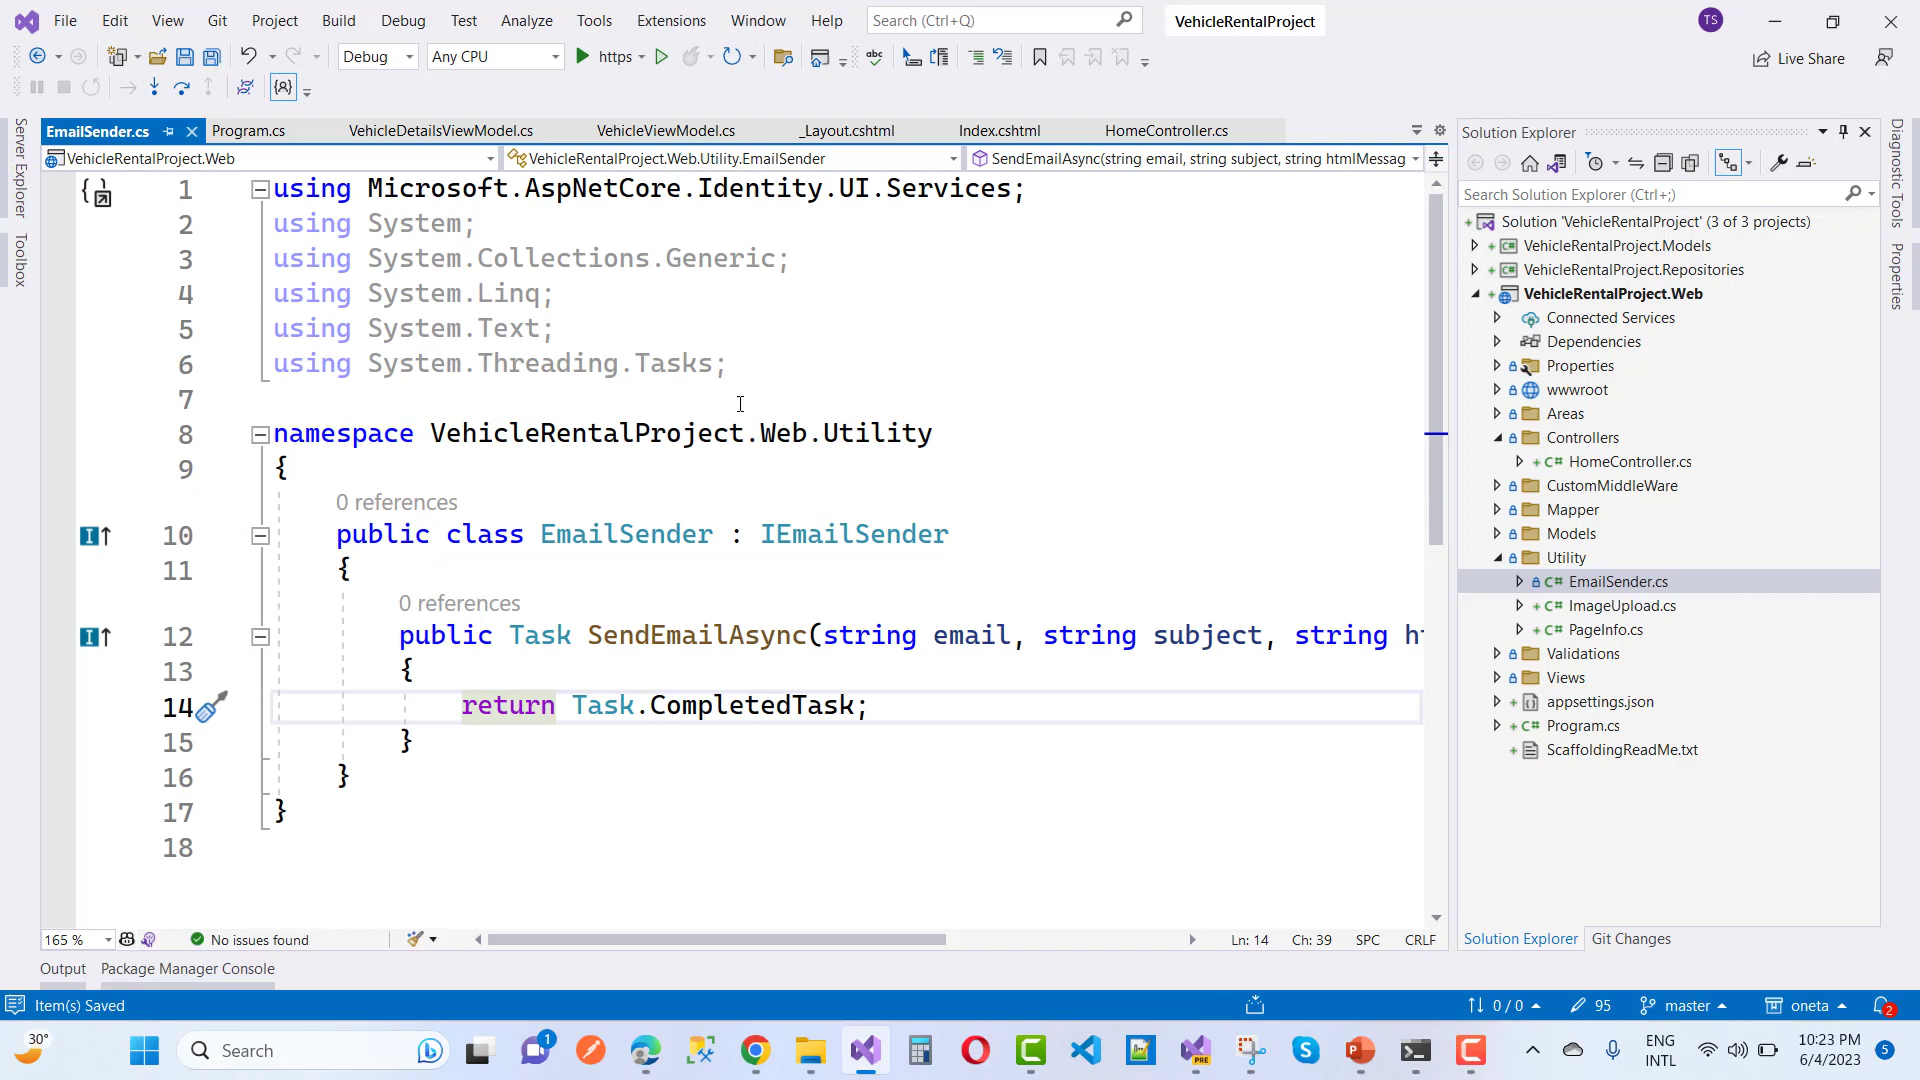 File Edit View Git Project Build Debug Test Analyze Tools Extensions Window Help Search (Ctrl+Q) VehicleRentalProject TS
Debug Any CPU https Live Share
EmailSender.cs Program.cs VehicleDetailsViewModel.cs VehicleViewModel.cs _Layout.cshtml Index.cshtml HomeController.cs
VehicleRentalProject.Web VehicleRentalProject.Web.Utility.EmailSender SendEmailAsync(string email, string subject, string htmlMessag
Server Explorer
Toolbox
1 using Microsoft.AspNetCore.Identity.UI.Services;
2 using System;
3 using System.Collections.Generic;
4 using System.Linq;
5 using System.Text;
6 using System.Threading.Tasks;
7
8 namespace VehicleRentalProject.Web.Utility
9 {
0 references
10 public class EmailSender : IEmailSender
11 {
0 references
12 public Task SendEmailAsync(string email, string subject, string
13 {
14 return Task.CompletedTask;
15 }
16 }
17 }
18
165 % No issues found Ln: 14 Ch: 39 SPC CRLF
Solution Explorer
Search Solution Explorer (Ctrl+;)
Solution 'VehicleRentalProject' (3 of 3 projects)
VehicleRentalProject.Models
VehicleRentalProject.Repositories
VehicleRentalProject.Web
Connected Services
Dependencies
Properties
wwwroot
Areas
Controllers
HomeController.cs
CustomMiddleWare
Mapper
Models
Utility
EmailSender.cs
ImageUpload.cs
PageInfo.cs
Validations
Views
appsettings.json
Program.cs
ScaffoldingReadMe.txt
Solution Explorer Git Changes
Diagnostic Tools
Properties
Output Package Manager Console
Item(s) Saved 0 / 0 95 master oneta 2
30° Search 1 PRE ENG INTL 10:23 PM 6/4/2023 5